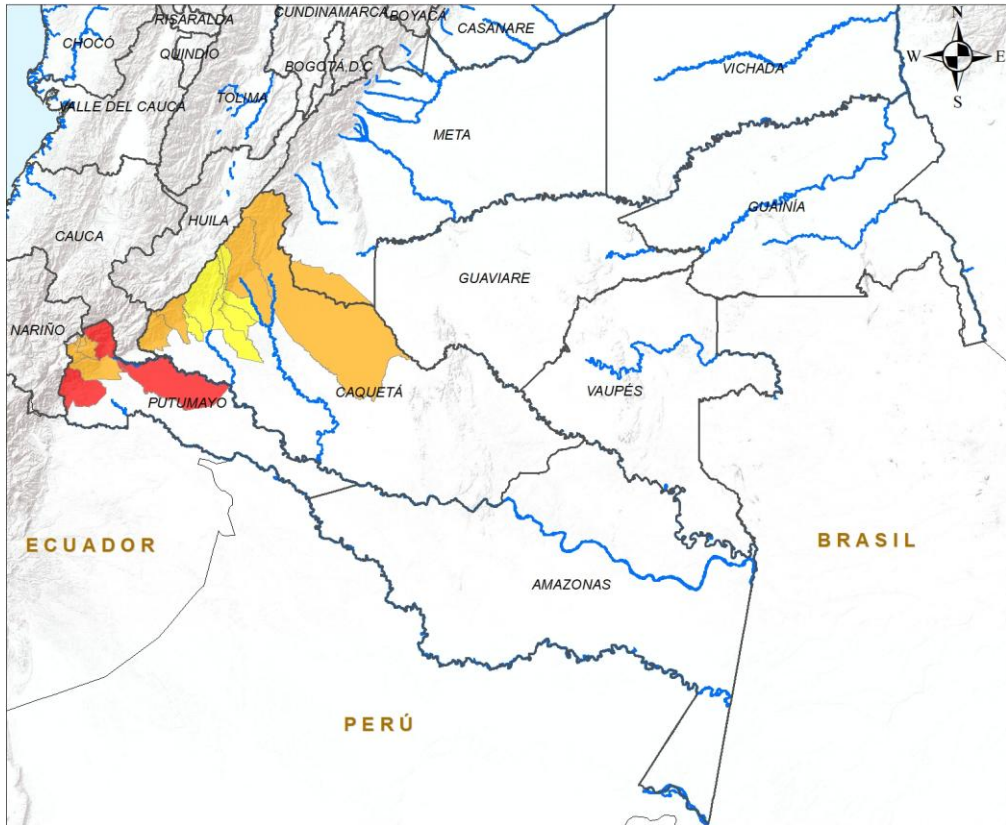 RISARALDA
CUNDINAMARCA
BOYACÁ
CASANARE
CHOCÓ
QUINDÍO
BOGOTÁ D.C
VICHADA
N
W
E
S
VALLE DEL CAUCA
TOLIMA
META
HUILA
GUAINÍA
CAUCA
GUAVIARE
NARIÑO
CAQUETÁ
VAUPÉS
PUTUMAYO
ECUADOR
BRASIL
AMAZONAS
PERÚ